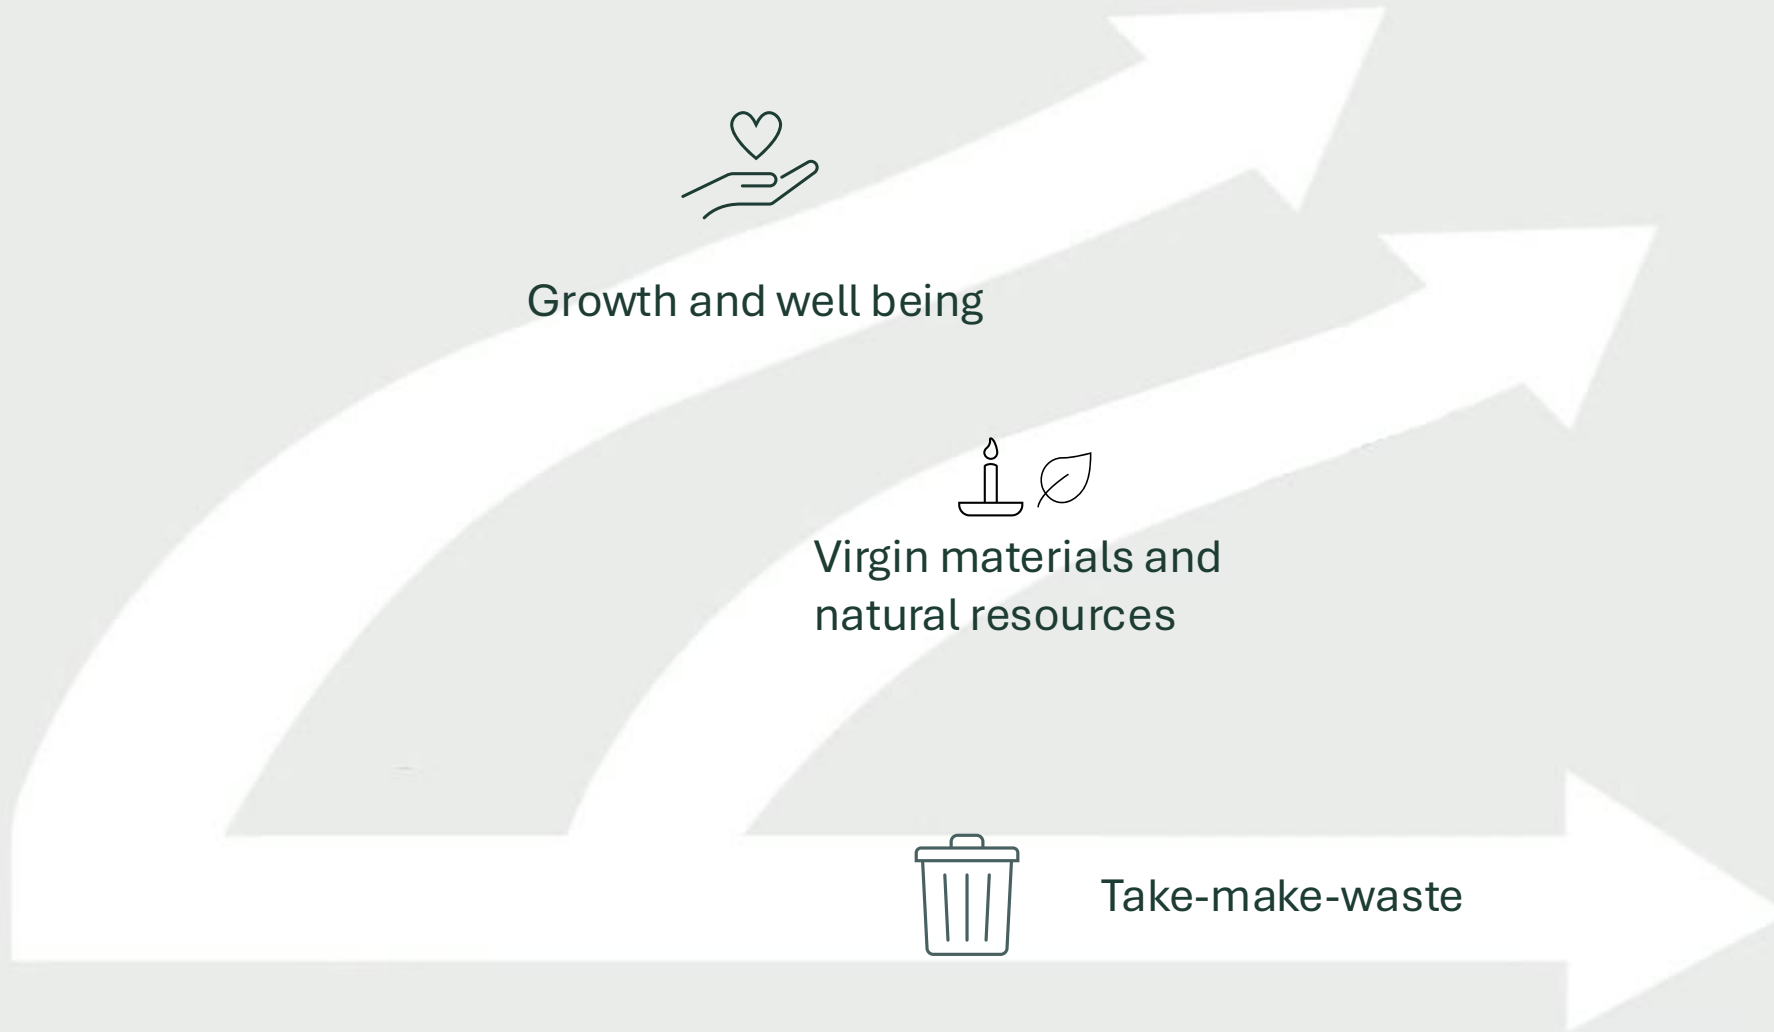 Growth and well being
Virgin materials and
natural resources
Take-make-waste